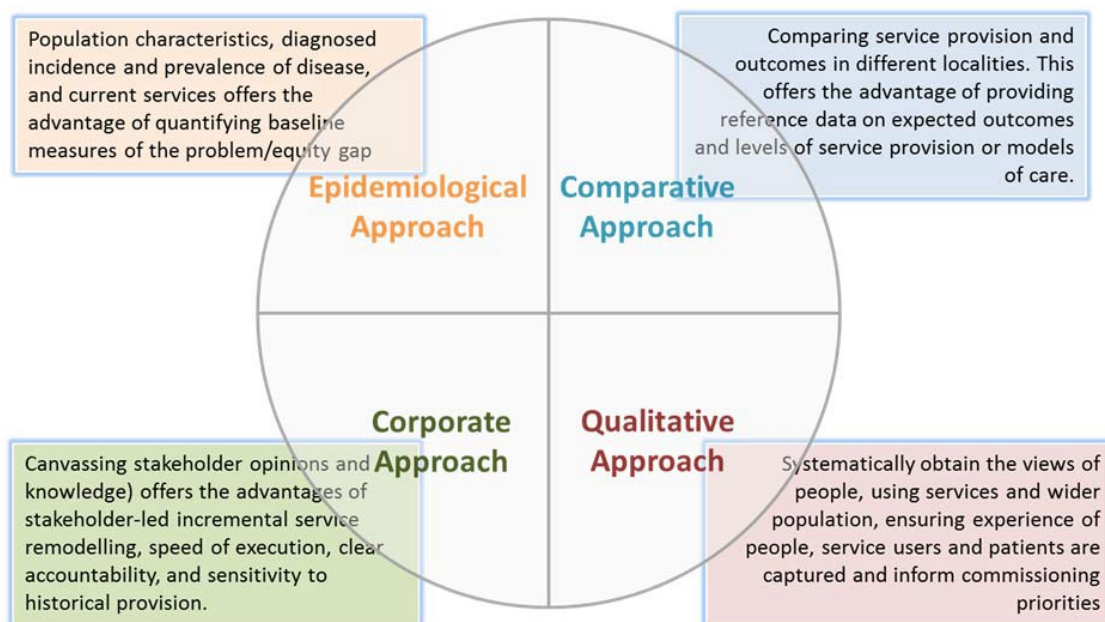 Population characteristics, diagnosed
incidence and prevalence of disease,
and current services offers the
advantage of quantifying baseline
measures of the problem/equity gap
Comparing service provision and
outcomes in different localities. This
offers the advantage of providing
reference data on expected outcomes
and levels of service provision or models
of care.
Epidemiological
Approach
Comparative
Approach
Corporate
Approach
Qualitative
Approach
Canvassing stakeholder opinions and
knowledge) offers the advantages of
stakeholder-led incremental service
remodelling, speed of execution, clear
accountability, and sensitivity to
historical provision.
Systematically obtain the views of
people, using services and wider
population, ensuring experience of
people, service users and patients are
captured and inform commissioning
priorities